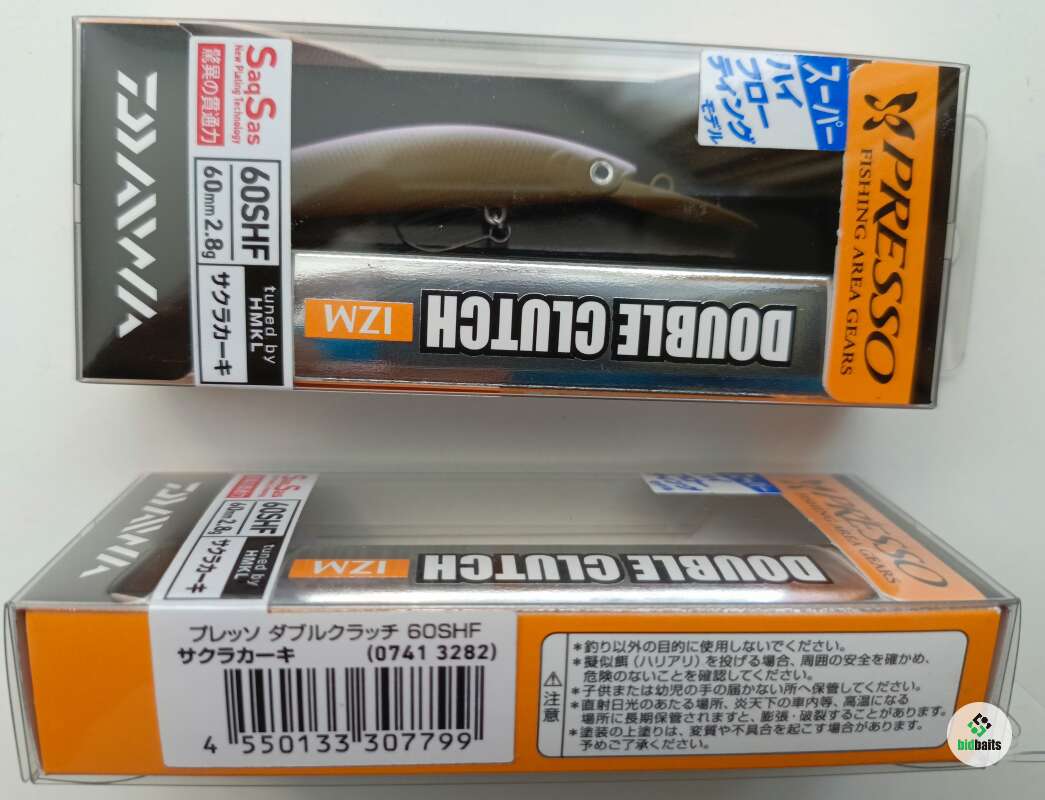 DAIWA
SaqSas
New Plating Technology
驚異の貫通力
60SHF
60mm 2.8g
tuned by
HMKL
サクラカーキ
スーパー
ハイ
フロー
ティング
モデル
PRESSO
FISHING AREA GEARS
DOUBLE CLUTCH
IZM
DAIWA
SaqSas
60SHF
60mm 2.8g
tuned by
HMKL
サクラカーキ
DOUBLE CLUTCH
IZM
PRESSO
FISHING AREA GEARS
プレッソ ダブルクラッチ 60SHF
サクラカーキ (0741 3282)
4 550133 307799
注意
*釣り以外の目的に使用しないでください。
*擬似餌(ハリアリ)を投げる場合、周囲の安全を確かめ、
危険のないことを確認してください。
*子供または幼児の手の届かない所へ保管してください。
*直射日光のあたる場所、炎天下の車内等、高温になる
場所に長期保管されますと、膨張・破裂することがあります。
*塗装の上塗りは、変質や不具合を起こす場合があります。
予めご了承ください。
bidbaits